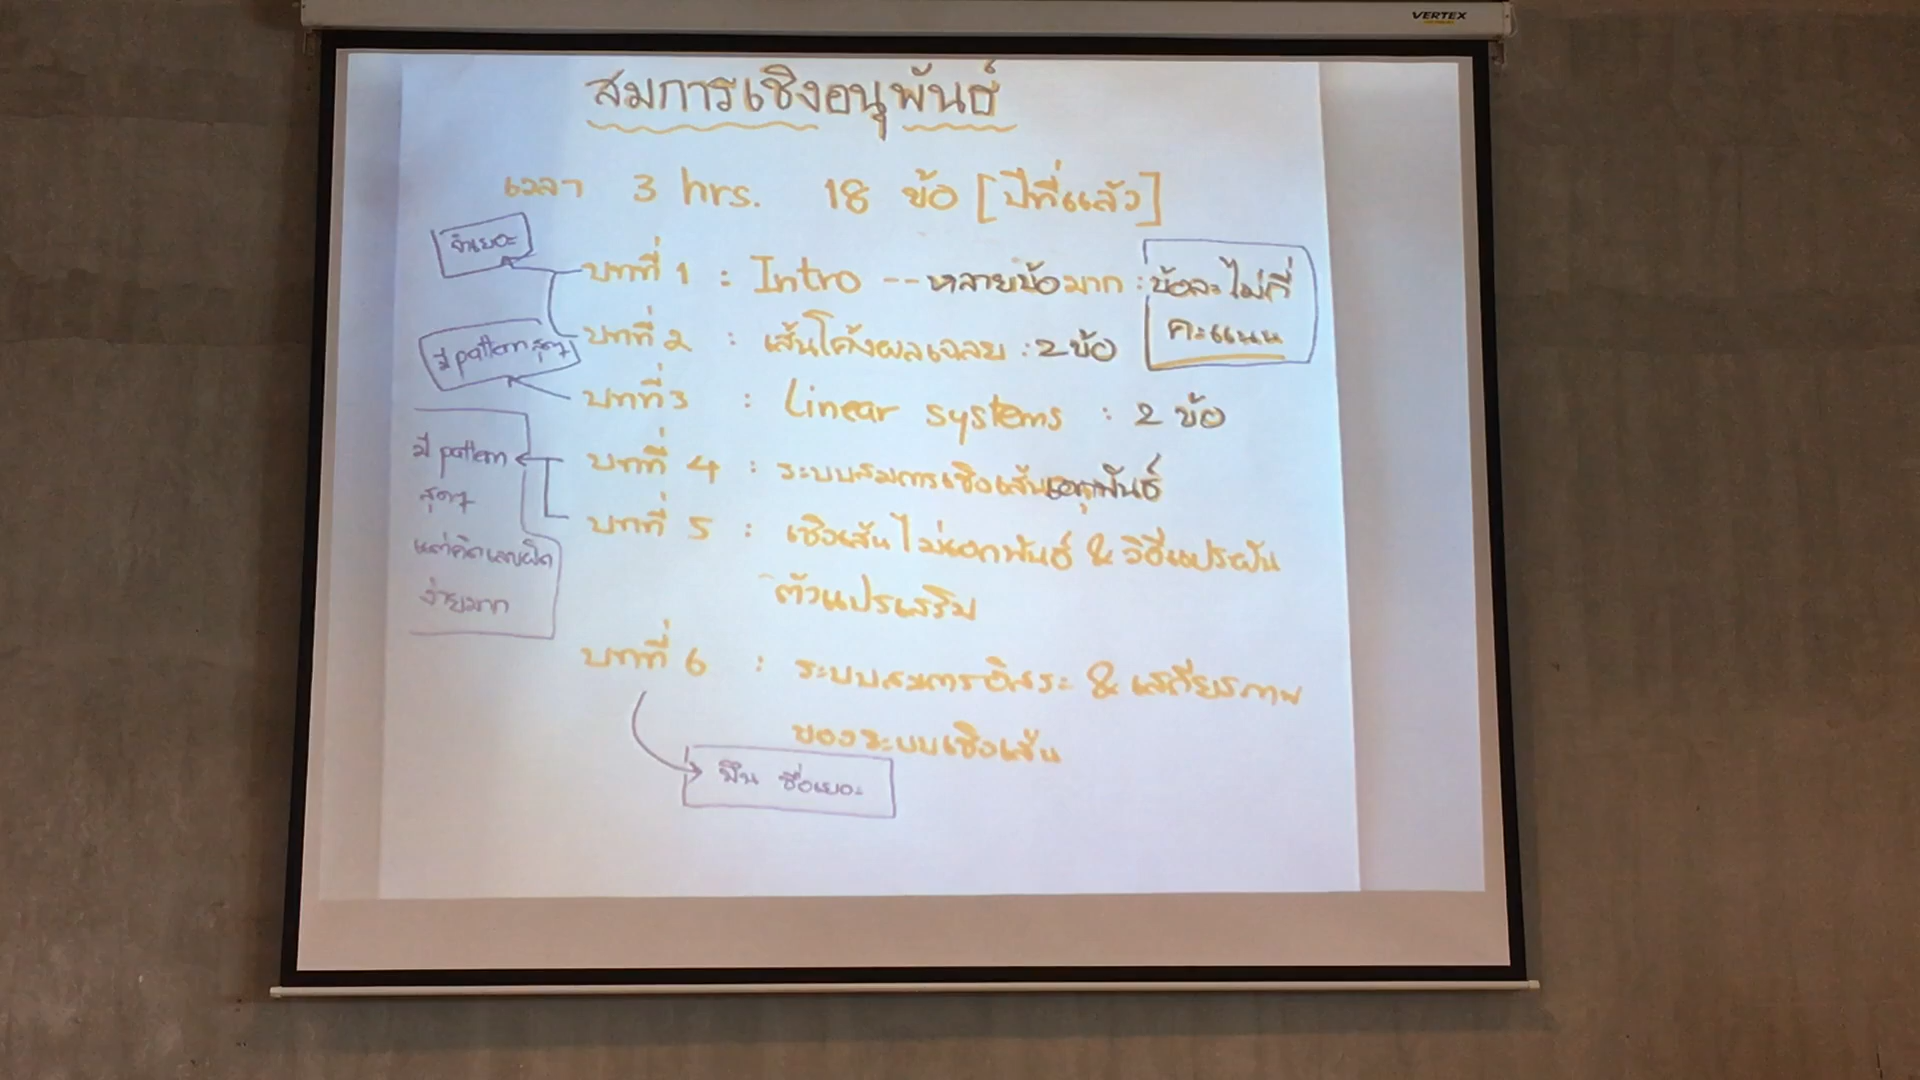 VERTEX
สมการเชิงอนุพันธ์
เวลา 3 hrs. 18 ข้อ [ปีที่แล้ว]
จำเยอะ
บทที่ 1 : Intro -- หลายข้อมาก : ข้อละไม่กี่
คะแนน
มี pattern สุดๆ
บทที่ 2 : เส้นโค้งผลเฉลย : 2 ข้อ
บทที่ 3 : Linear systems : 2 ข้อ
มี pattern
สุดๆ
แต่คิดเลขผิด
ง่ายมาก
บทที่ 4 : ระบบสมการเชิงเส้นเอกพันธ์
บทที่ 5 : เชิงเส้นไม่เอกพันธ์ & วิธีแปรผัน
ตัวแปรเสริม
บทที่ 6 : ระบบสมการอิสระ & เสถียรภาพ
ของระบบเชิงเส้น
มึน ชื่อเยอะ